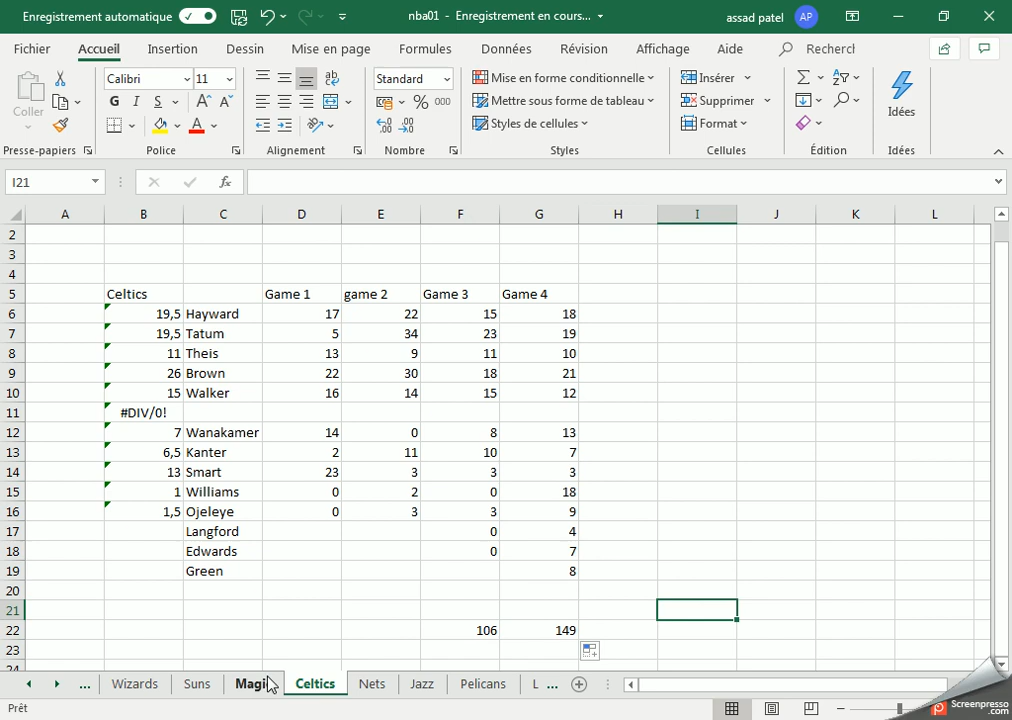 Enregistrement automatique
nba01 - Enregistrement en cours...
assad patel AP
Fichier Accueil Insertion Dessin Mise en page Formules Données Révision Affichage Aide Rechercl
Coller
Presse-papiers
Calibri 11
G I S A A
A
Police
ab
Alignement
Standard
% 000
Nombre
Mise en forme conditionnelle
Mettre sous forme de tableau
Styles de cellules
Styles
Insérer
Supprimer
Format
Cellules
Édition
Idées
Idées
I21 fx
A B C D E F G H I J K L
2
3
4
5 Celtics Game 1 game 2 Game 3 Game 4
6 19,5 Hayward 17 22 15 18
7 19,5 Tatum 5 34 23 19
8 11 Theis 13 9 11 10
9 26 Brown 22 30 18 21
10 15 Walker 16 14 15 12
11 #DIV/0!
12 7 Wanakamer 14 0 8 13
13 6,5 Kanter 2 11 10 7
14 13 Smart 23 3 3 3
15 1 Williams 0 2 0 18
16 1,5 Ojeleye 0 3 3 9
17 Langford 0 4
18 Edwards 0 7
19 Green 8
20
21
22 106 149
23
24
... Wizards Suns Magi Celtics Nets Jazz Pelicans L ...
Prêt
Screenpresso
.com